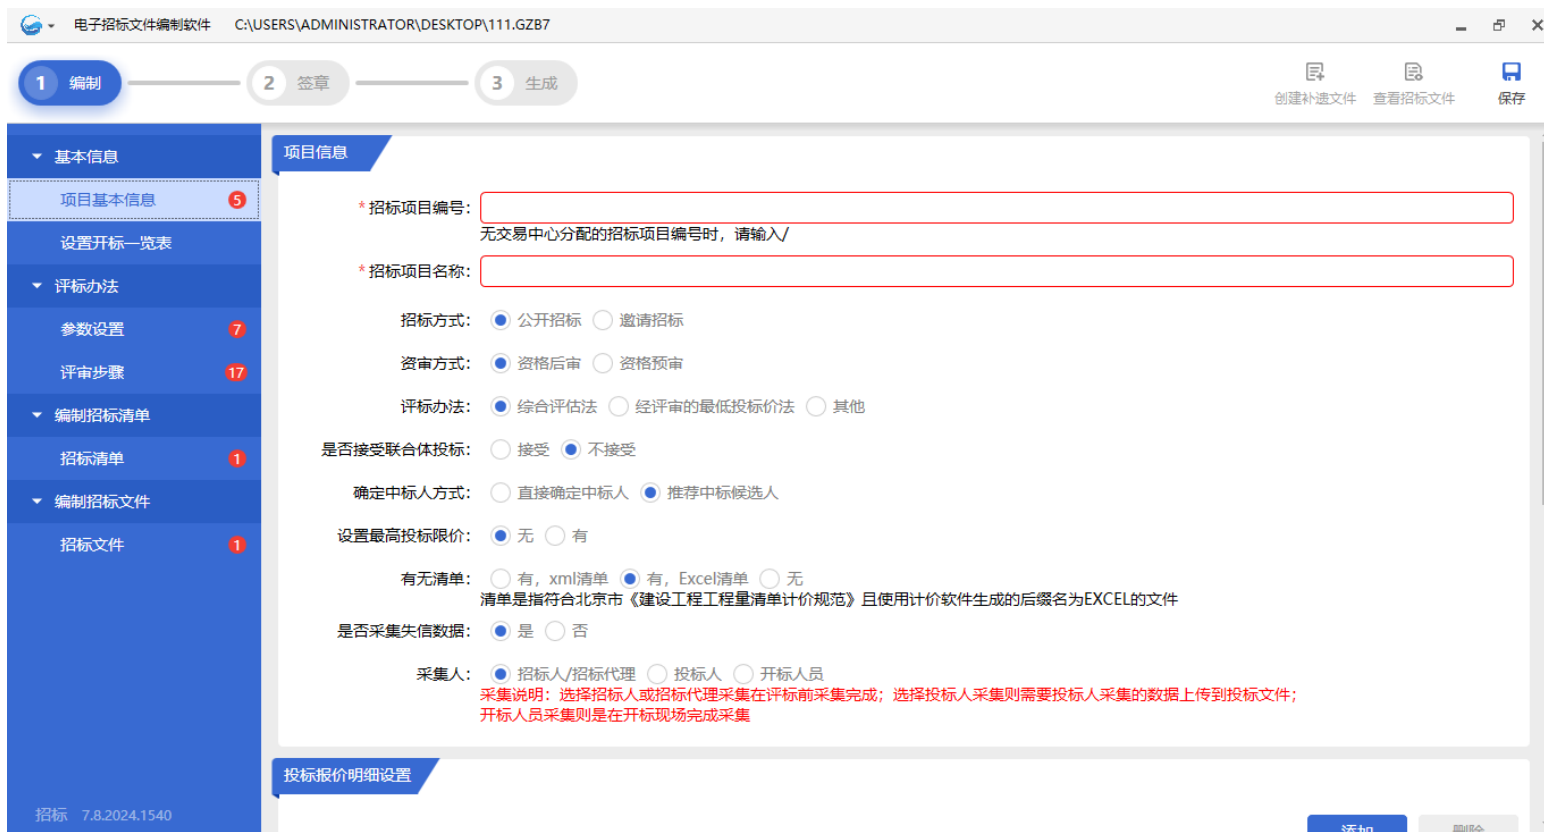 电子招标文件编制软件 C:\USERS\ADMINISTRATOR\DESKTOP\111.GZB7
1 编制 2 签章 3 生成
创建补遗文件 查看招标文件 保存
基本信息
项目基本信息 5
设置开标一览表
评标办法
参数设置 7
评审步骤 17
编制招标清单
招标清单 1
编制招标文件
招标文件 1
招标 7.8.2024.1540
项目信息
*招标项目编号:
无交易中心分配的招标项目编号时，请输入/
*招标项目名称:
招标方式: 公开招标 邀请招标
资审方式: 资格后审 资格预审
评标办法: 综合评估法 经评审的最低投标价法 其他
是否接受联合体投标: 接受 不接受
确定中标人方式: 直接确定中标人 推荐中标候选人
设置最高投标限价: 无 有
有无清单: 有，xml清单 有，Excel清单 无
清单是指符合北京市《建设工程工程量清单计价规范》且使用计价软件生成的后缀名为EXCEL的文件
是否采集失信数据: 是 否
采集人: 招标人/招标代理 投标人 开标人员
采集说明：选择招标人或招标代理采集在评标前采集完成；选择投标人采集则需要投标人采集的数据上传到投标文件；
开标人员采集则是在开标现场完成采集
投标报价明细设置
添加 删除